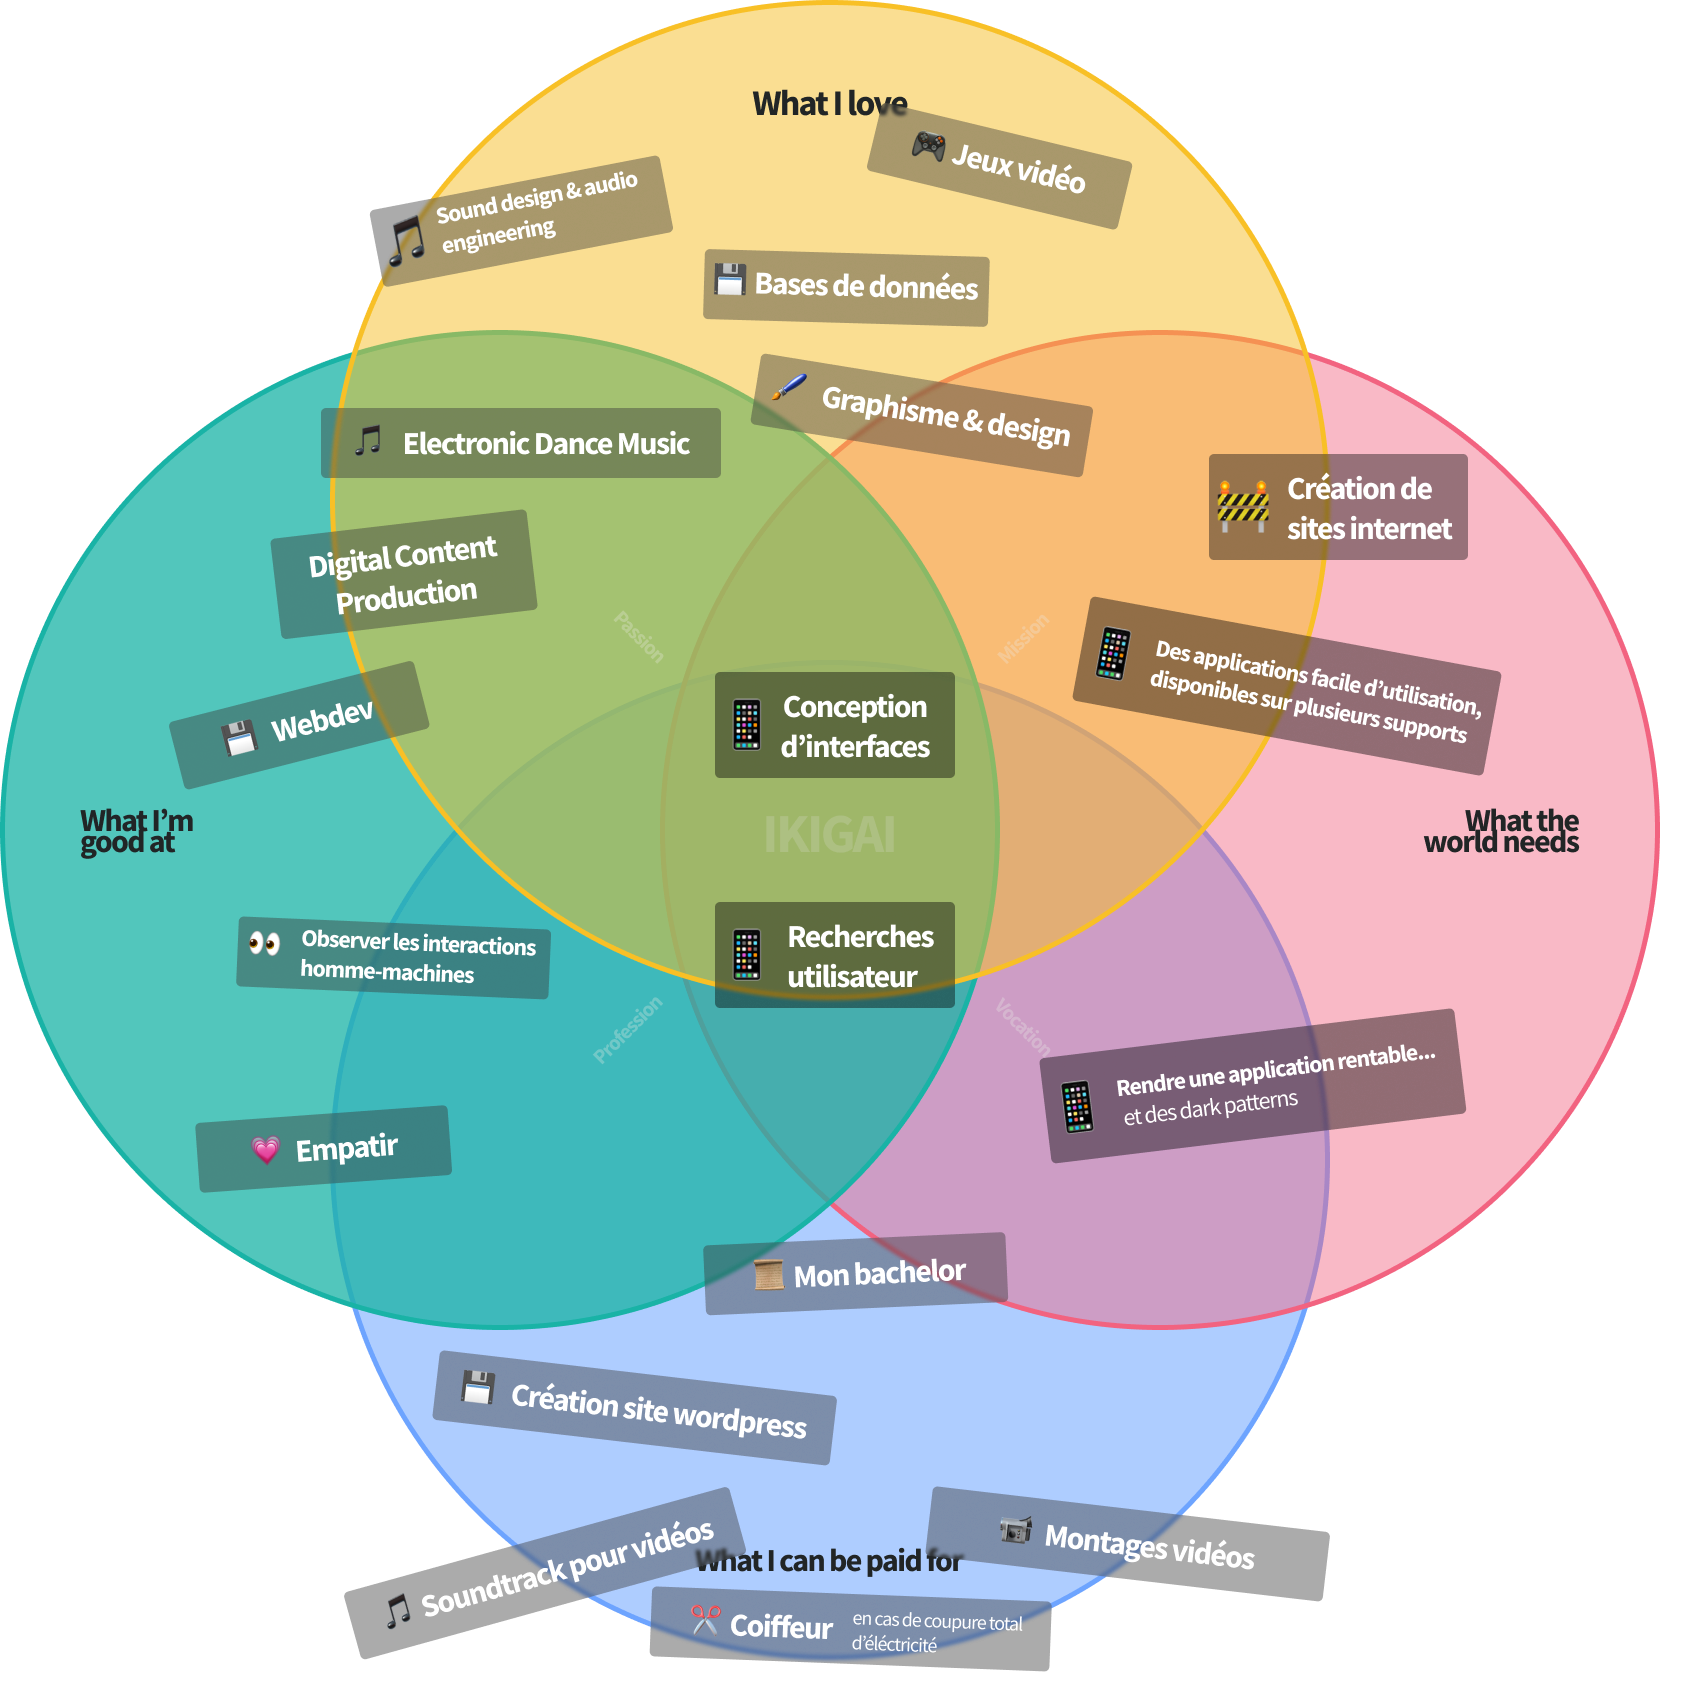 What I love
Jeux vidéo
Sound design & audio
engineering
Bases de données
Graphisme & design
Electronic Dance Music
Création de
sites internet
Digital Content
Production
Passion
Mission
Des applications facile d’utilisation,
disponibles sur plusieurs supports
Webdev
Conception
d’interfaces
What I’m
good at
IKIGAI
What the
world needs
Observer les interactions
homme-machines
Recherches
utilisateur
Profession
Vocation
Rendre une application rentable...
et des dark patterns
Empatir
Mon bachelor
Création site wordpress
Soundtrack pour vidéos
Montages vidéos
What I can be paid for
Coiffeur
en cas de coupure total
d’éléctricité